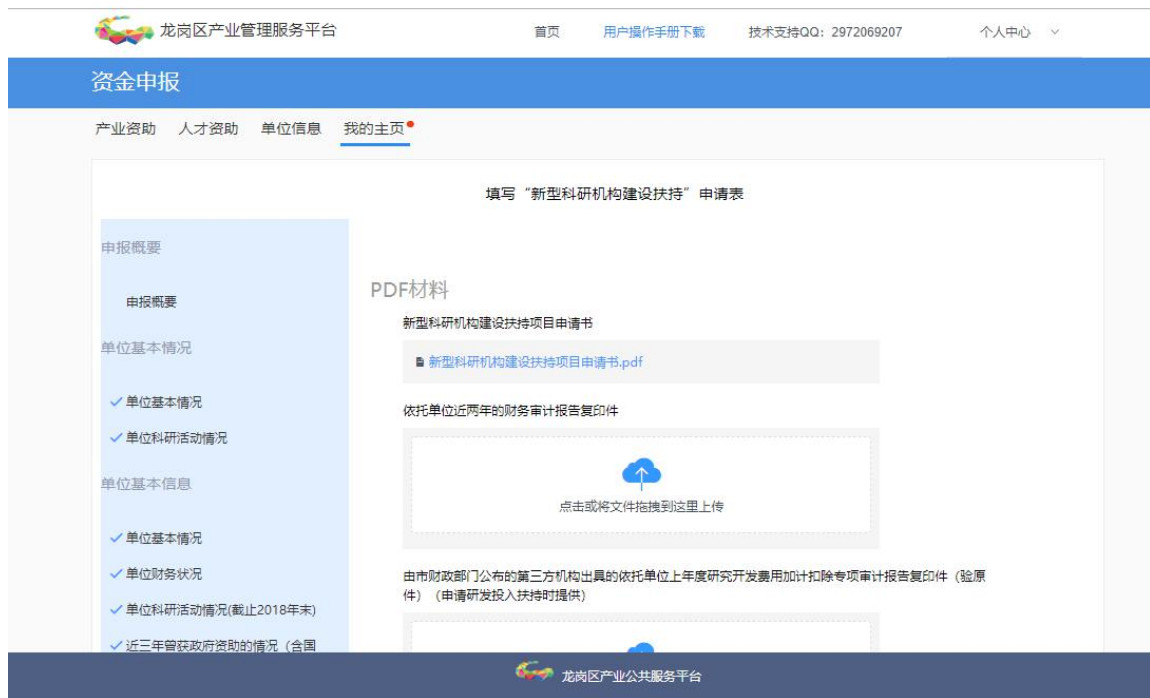 龙岗区产业管理服务平台
首页 用户操作手册下载 技术支持QQ：2972069207 个人中心
资金申报
产业资助 人才资助 单位信息 我的主页
填写“新型科研机构建设扶持”申请表
申报概要
申报概要
单位基本情况
单位基本情况
单位科研活动情况
单位基本信息
单位基本情况
单位财务状况
单位科研活动情况(截止2018年末)
近三年曾获政府资助的情况（含国
PDF材料
新型科研机构建设扶持项目申请书
新型科研机构建设扶持项目申请书.pdf
依托单位近两年的财务审计报告复印件
点击或将文件拖拽到这里上传
由市财政部门公布的第三方机构出具的依托单位上年度研究开发费用加计扣除专项审计报告复印件（验原
件）（申请研发投入扶持时提供）
龙岗区产业公共服务平台